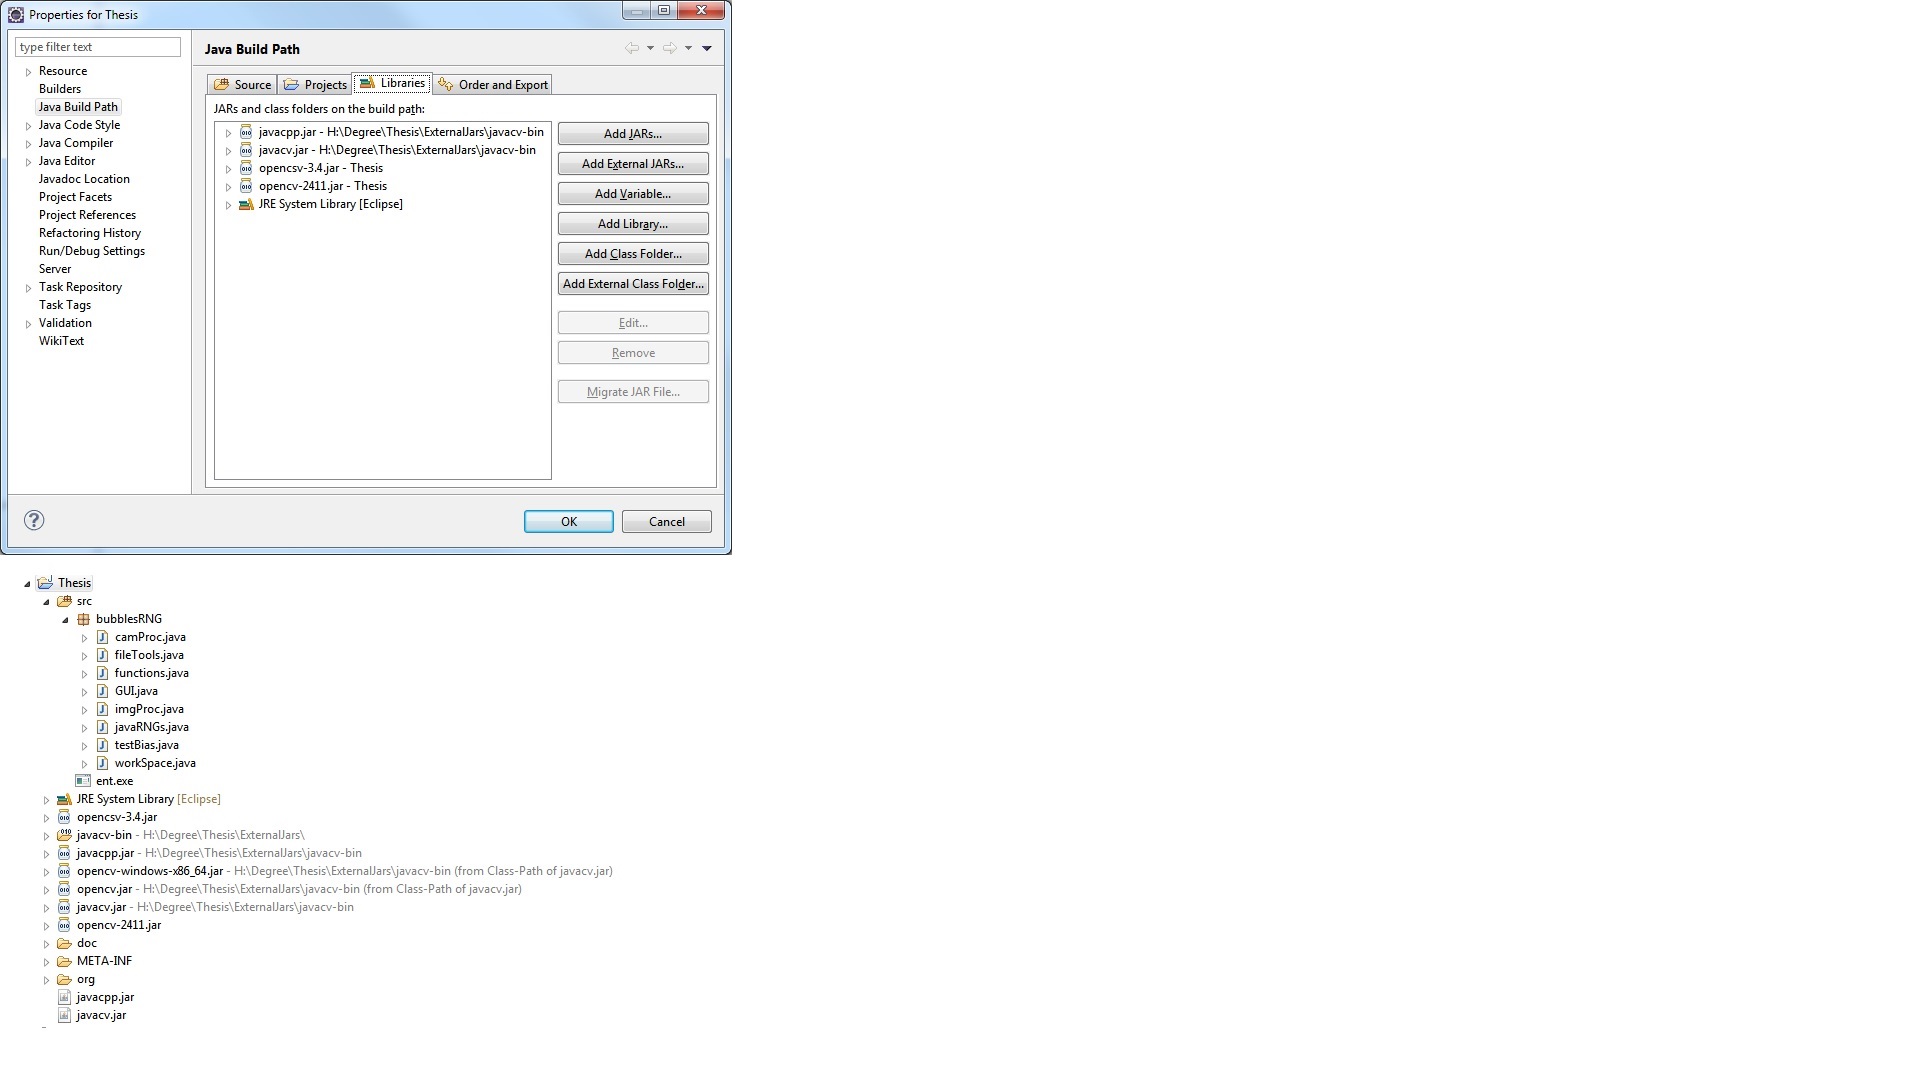 Properties for Thesis
type filter text
Resource
Builders
Java Build Path
Java Code Style
Java Compiler
Java Editor
Javadoc Location
Project Facets
Project References
Refactoring History
Run/Debug Settings
Server
Task Repository
Task Tags
Validation
WikiText
Java Build Path
Source Projects Libraries Order and Export
JARs and class folders on the build path:
javacpp.jar - H:\Degree\Thesis\ExternalJars\javacv-bin
javacv.jar - H:\Degree\Thesis\ExternalJars\javacv-bin
opencsv-3.4.jar - Thesis
opencv-2411.jar - Thesis
JRE System Library [Eclipse]
Add JARs...
Add External JARs...
Add Variable...
Add Library...
Add Class Folder...
Add External Class Folder...
Edit...
Remove
Migrate JAR File...
OK Cancel
Thesis
src
bubblesRNG
camProc.java
fileTools.java
functions.java
GUI.java
imgProc.java
javaRNGs.java
testBias.java
workSpace.java
ent.exe
JRE System Library [Eclipse]
opencsv-3.4.jar
javacv-bin - H:\Degree\Thesis\ExternalJars\
javacpp.jar - H:\Degree\Thesis\ExternalJars\javacv-bin
opencv-windows-x86_64.jar - H:\Degree\Thesis\ExternalJars\javacv-bin (from Class-Path of javacv.jar)
opencv.jar - H:\Degree\Thesis\ExternalJars\javacv-bin (from Class-Path of javacv.jar)
javacv.jar - H:\Degree\Thesis\ExternalJars\javacv-bin
opencv-2411.jar
doc
META-INF
org
javacpp.jar
javacv.jar